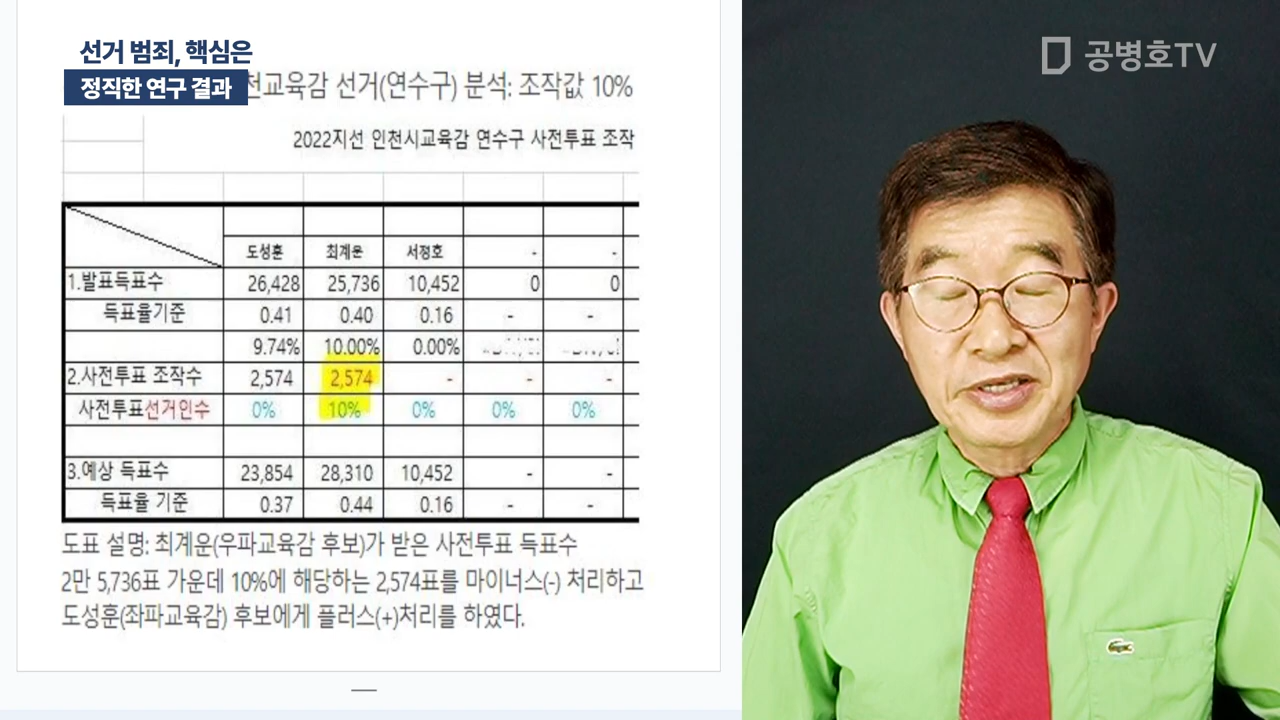 선거 범죄, 핵심은
정직한 연구 결과
천교육감 선거(연수구) 분석: 조작값 10%
2022지선 인천시교육감 연수구 사전투표 조작
도성훈 최계운 서정호 - -
1.발표득표수 26,428 25,736 10,452 0 0
득표율기준 0.41 0.40 0.16 - -
9.74% 10.00% 0.00%
2.사전투표 조작수 2,574 2,574 - - -
사전투표선거인수 0% 10% 0% 0% 0%
3.예상 득표수 23,854 28,310 10,452 - -
득표율 기준 0.37 0.44 0.16 - -
도표 설명: 최계운(우파교육감 후보)가 받은 사전투표 득표수
2만 5,736표 가운데 10%에 해당하는 2,574표를 마이너스(-) 처리하고
도성훈(좌파교육감) 후보에게 플러스(+)처리를 하였다.
공병호TV